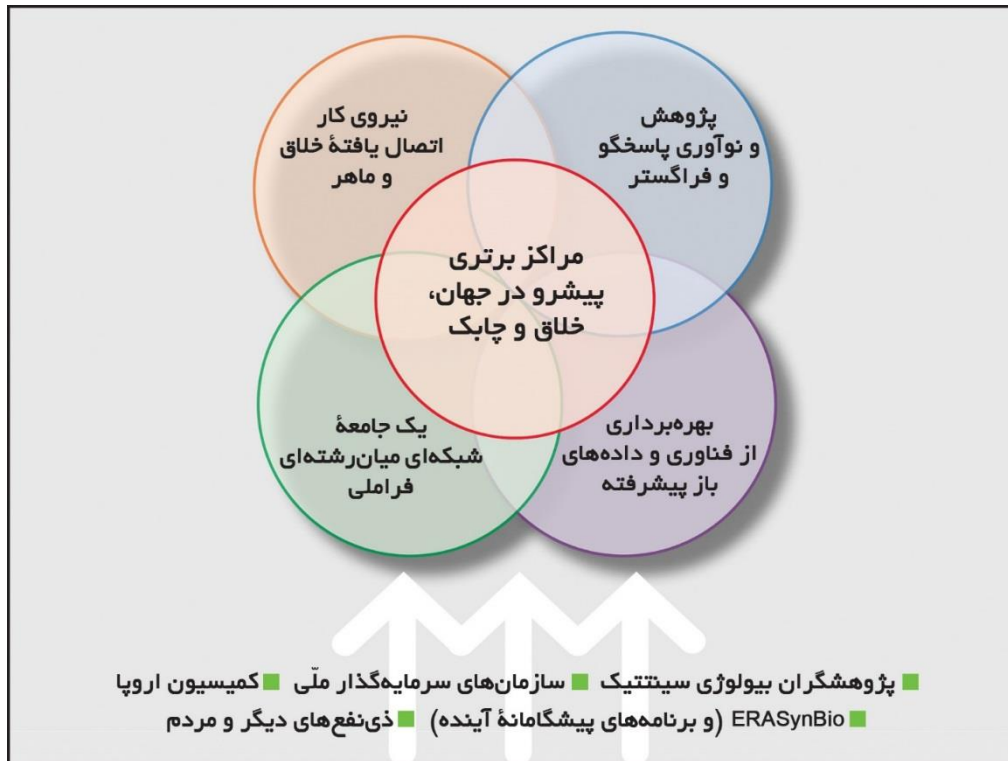 پژوهش
و نوآوری پاسخگو
و فراگستر
نیروی کار
اتصال یافتهٔ خلاق
و ماهر
مراکز برتری
پیشرو در جهان،
خلاق و چابک
بهره‌برداری
از فناوری و داده‌های
باز پیشرفته
یک جامعهٔ
شبکه‌ای میان‌رشته‌ای
فراملی
■ پژوهشگران بیولوژی سینتتیک ■ سازمان‌های سرمایه‌گذار ملّی ■ کمیسیون اروپا
■ ERASynBio (و برنامه‌های پیشگامانهٔ آینده) ■ ذی‌نفع‌های دیگر و مردم